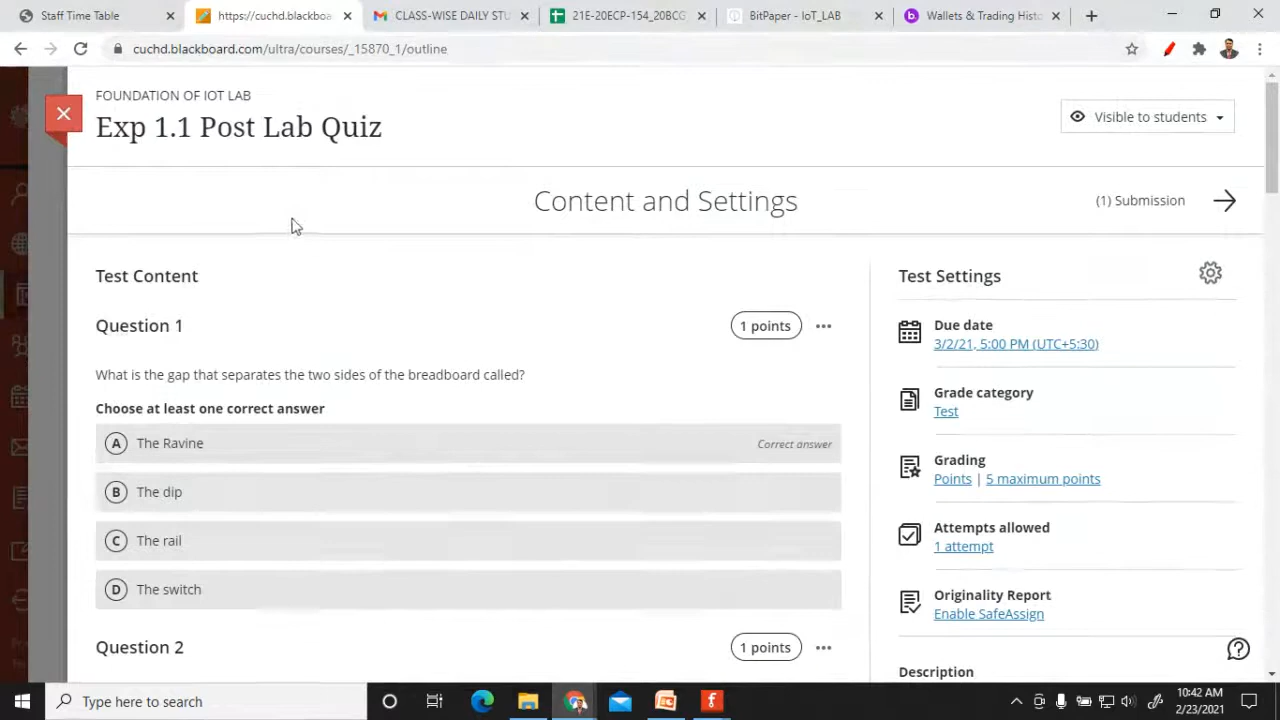 Staff Time Table
https://cuchd.blackboa
CLASS-WISE DAILY STU
21E-20ECP-154_20BCG
BitPaper - IoT_LAB
Wallets & Trading Hist
cuchd.blackboard.com/ultra/courses/_15870_1/outline
FOUNDATION OF IOT LAB
Exp 1.1 Post Lab Quiz
Visible to students
Content and Settings
(1) Submission
Test Content
Test Settings
Question 1
1 points
Due date
3/2/21, 5:00 PM (UTC+5:30)
What is the gap that separates the two sides of the breadboard called?
Choose at least one correct answer
Grade category
Test
A The Ravine
Correct answer
B The dip
Grading
Points | 5 maximum points
C The rail
Attempts allowed
1 attempt
D The switch
Originality Report
Enable SafeAssign
Question 2
1 points
Description
Type here to search
10:42 AM
2/23/2021